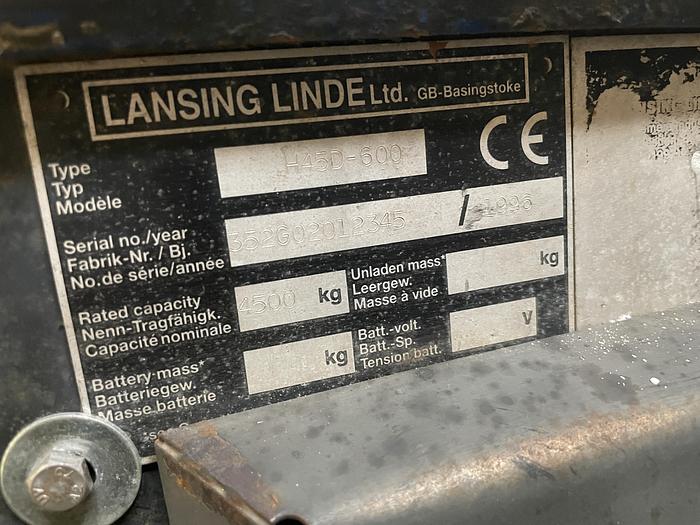 LANSING LINDE Ltd. GB-Basingstoke
CE
Type
Typ
Modèle
H45D-600
Serial no./year
Fabrik-Nr. / Bj.
No. de série/année
352G02012345 / 1996
Rated capacity
Nenn-Tragfähigk.
Capacité nominale
4500 kg
Unladen mass*
Leergew.
Masse à vide
kg
Battery-mass*
Batteriegew.
Masse batterie
kg
Batt.-volt.
Batt.-Sp.
Tension batt.
V